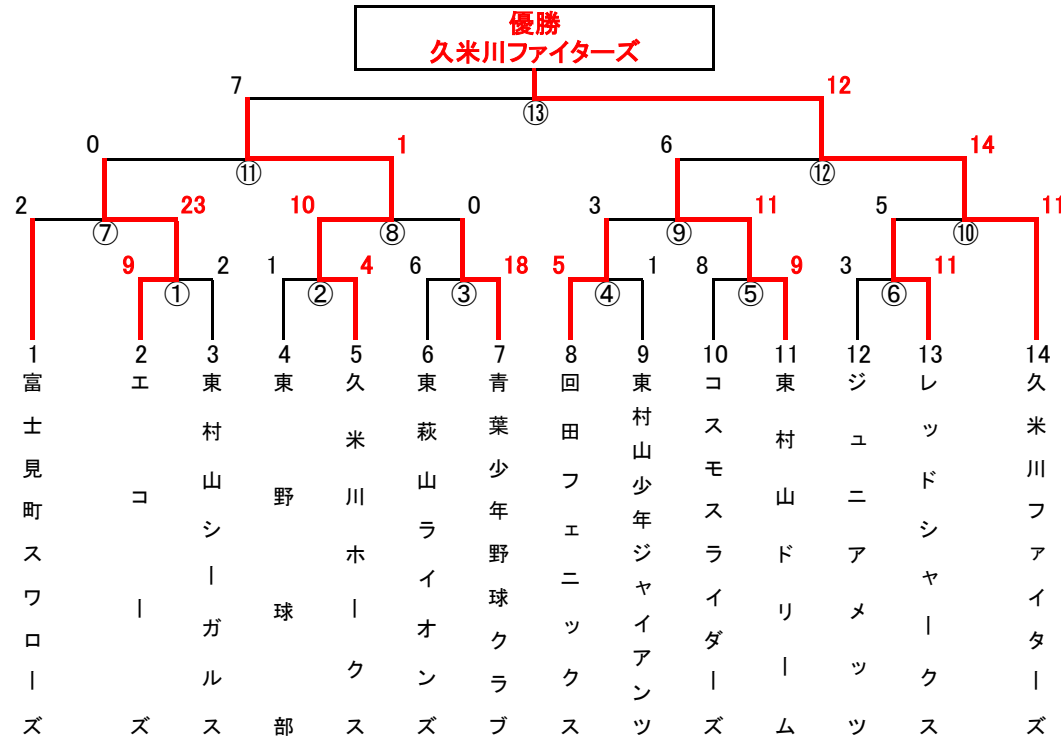 優勝
久米川ファイターズ
7 12
⑬
0 1 6 14
⑪ ⑫
2 23 10 0 3 11 5 11
⑦ ⑧ ⑨ ⑩
9 2 1 4 6 18 5 1 8 9 3 11
① ② ③ ④ ⑤ ⑥
1 2 3 4 5 6 7 8 9 10 11 12 13 14
富士見町スワローズ
エコーズ
東村山シーガルス
東野球部
久米川ホークス
東萩山ライオンズ
青葉少年野球クラブ
回田フェニックス
東村山少年ジャイアンツ
コスモスライダーズ
東村山ドリーム
ジュニアメッツ
レッドシャークス
久米川ファイターズ